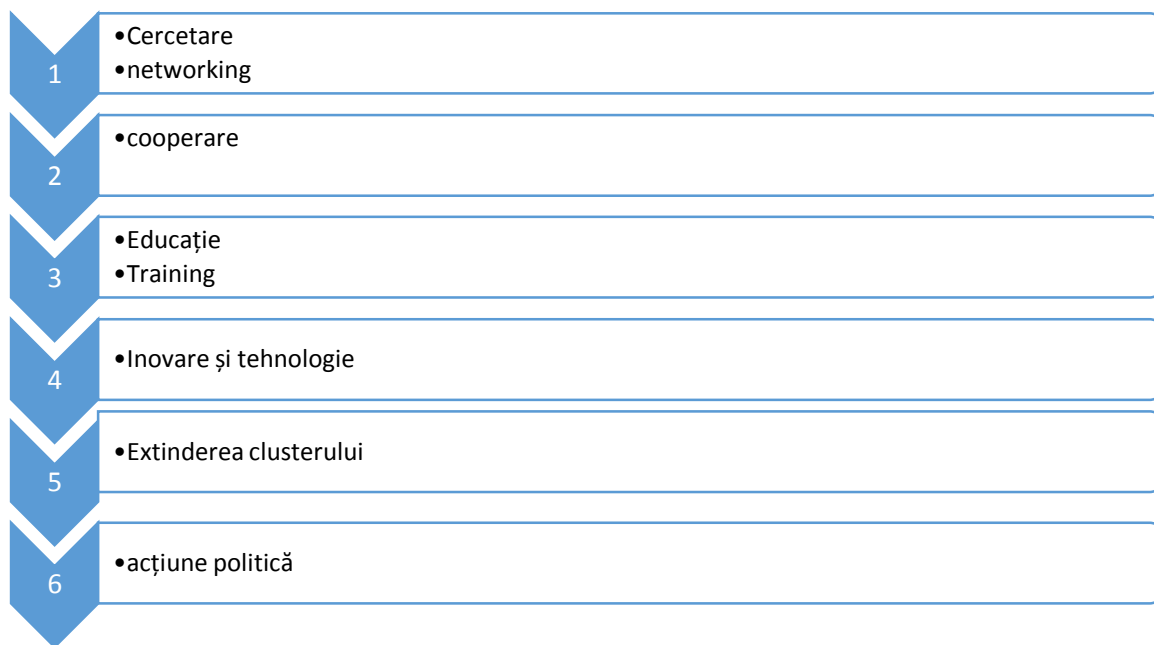 1
•Cercetare
•networking
2
•cooperare
3
•Educație
•Training
4
•Inovare și tehnologie
5
•Extinderea clusterului
6
•acțiune politică